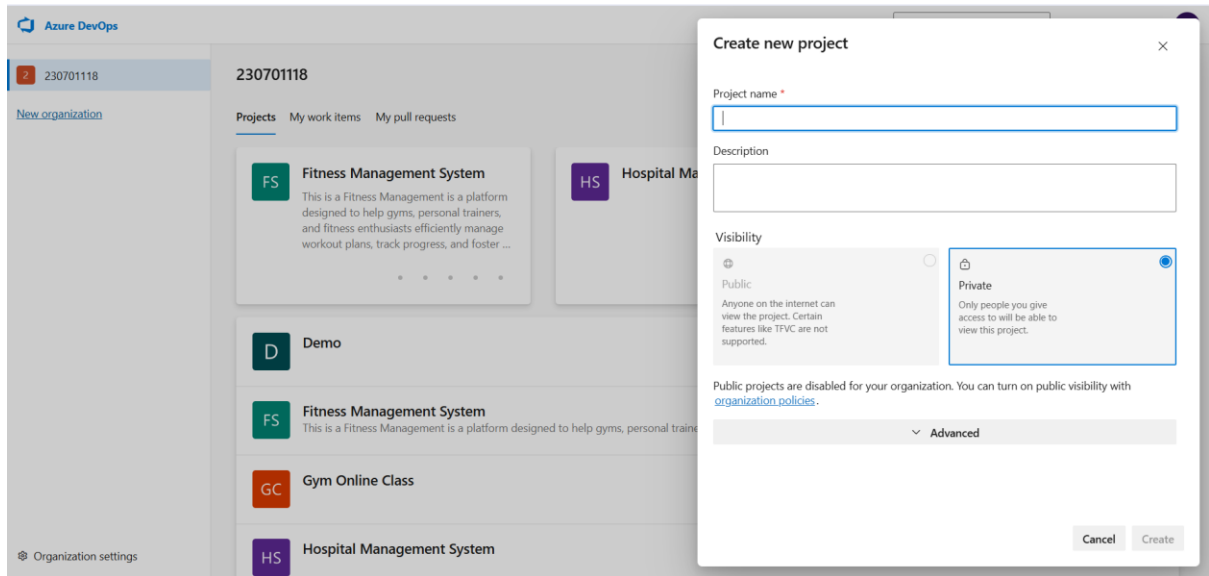 Azure DevOps
2 230701118
New organization
Organization settings
230701118
Projects My work items My pull requests
FS Fitness Management System
This is a Fitness Management is a platform
designed to help gyms, personal trainers,
and fitness enthusiasts efficiently manage
workout plans, track progress, and foster ...
HS Hospital Ma
D Demo
FS Fitness Management System
This is a Fitness Management is a platform designed to help gyms, personal traine
GC Gym Online Class
HS Hospital Management System
Create new project
Project name *
Description
Visibility
Public
Anyone on the internet can
view the project. Certain
features like TFVC are not
supported.
Private
Only people you give
access to will be able to
view this project.
Public projects are disabled for your organization. You can turn on public visibility with
organization policies.
Advanced
Cancel Create